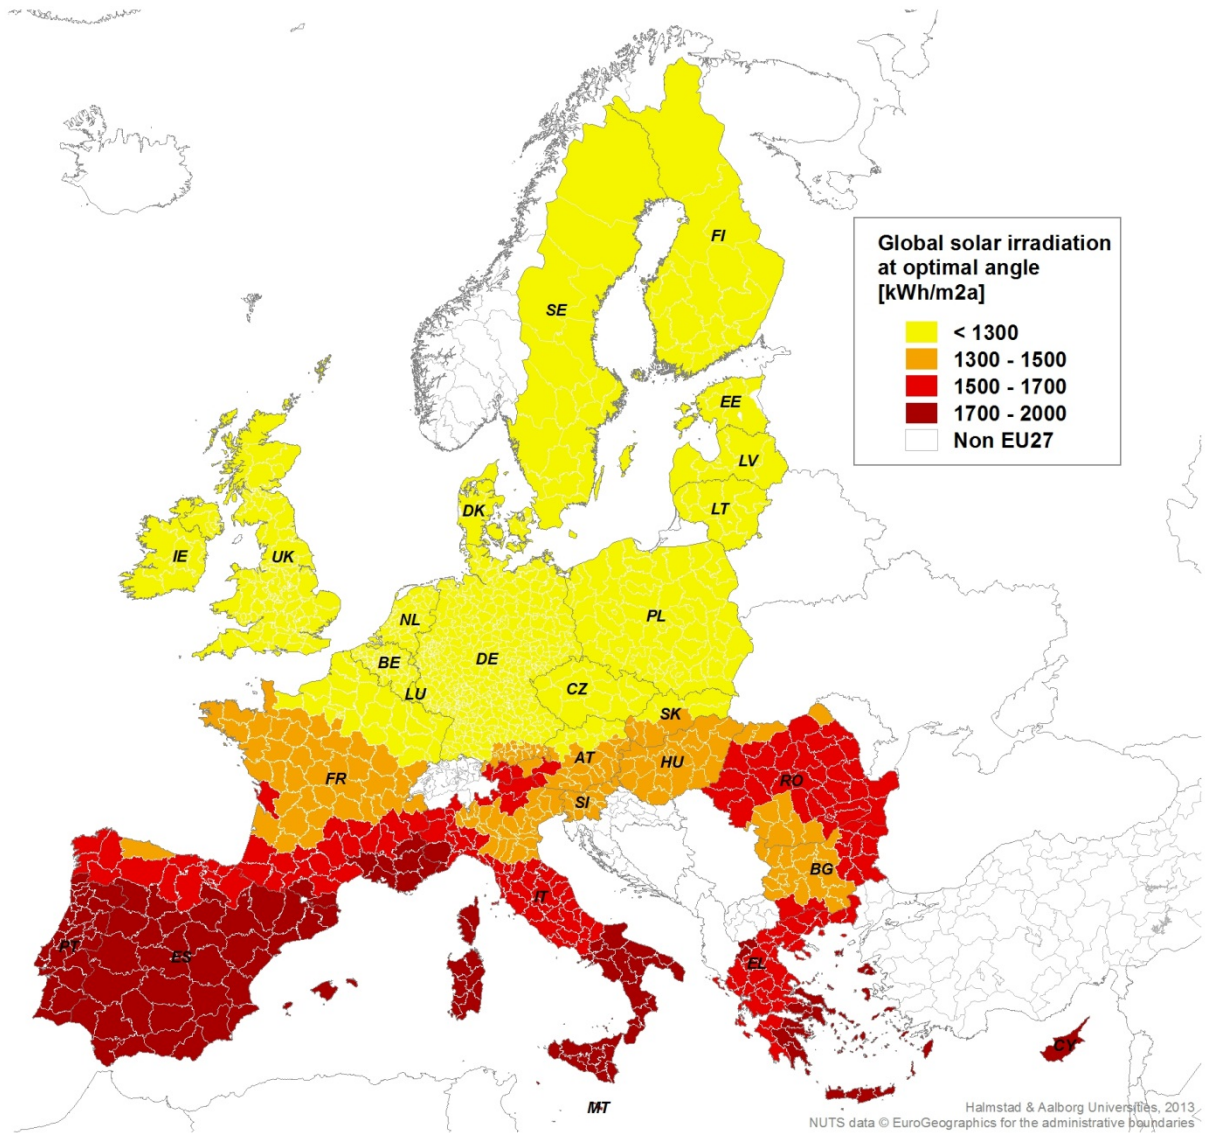 FI
SE
Global solar irradiation
at optimal angle
[kWh/m2a]
< 1300
1300 - 1500
1500 - 1700
1700 - 2000
Non EU27
EE
LV
LT
DK
IE
UK
NL
PL
BE
DE
LU
CZ
SK
AT
HU
FR
RO
SI
BG
IT
PT
ES
EL
CY
MT
Halmstad & Aalborg Universities, 2013
NUTS data © EuroGeographics for the administrative boundaries